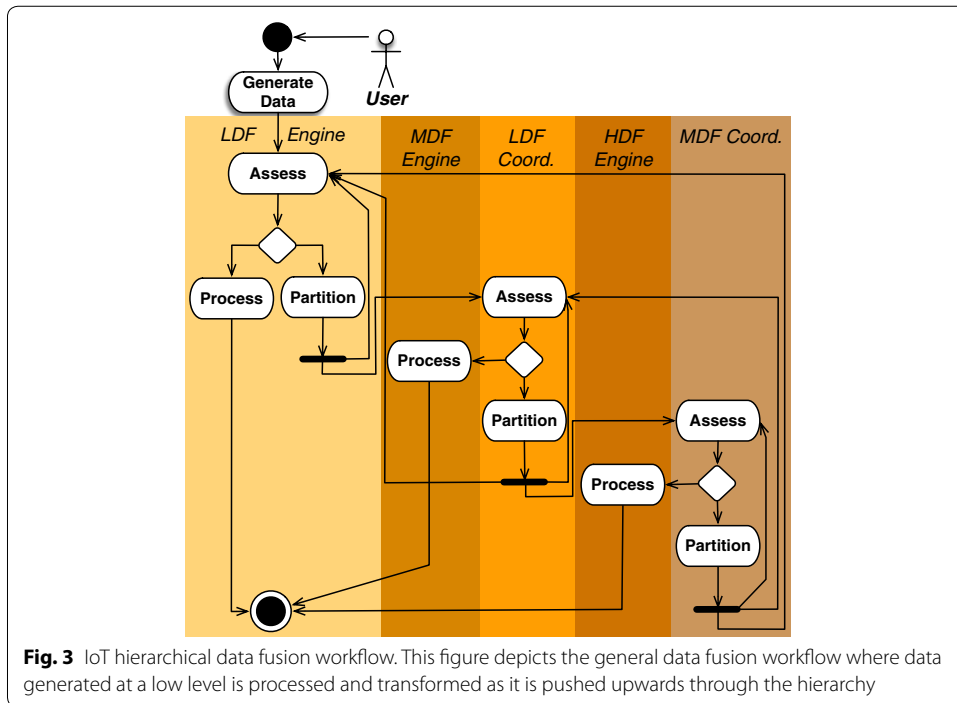 Generate
Data
User
LDF Engine
MDF
Engine
LDF
Coord.
HDF
Engine
MDF Coord.
Assess
Process
Partition
Assess
Process
Partition
Assess
Process
Partition
Fig. 3 IoT hierarchical data fusion workflow. This figure depicts the general data fusion workflow where data
generated at a low level is processed and transformed as it is pushed upwards through the hierarchy